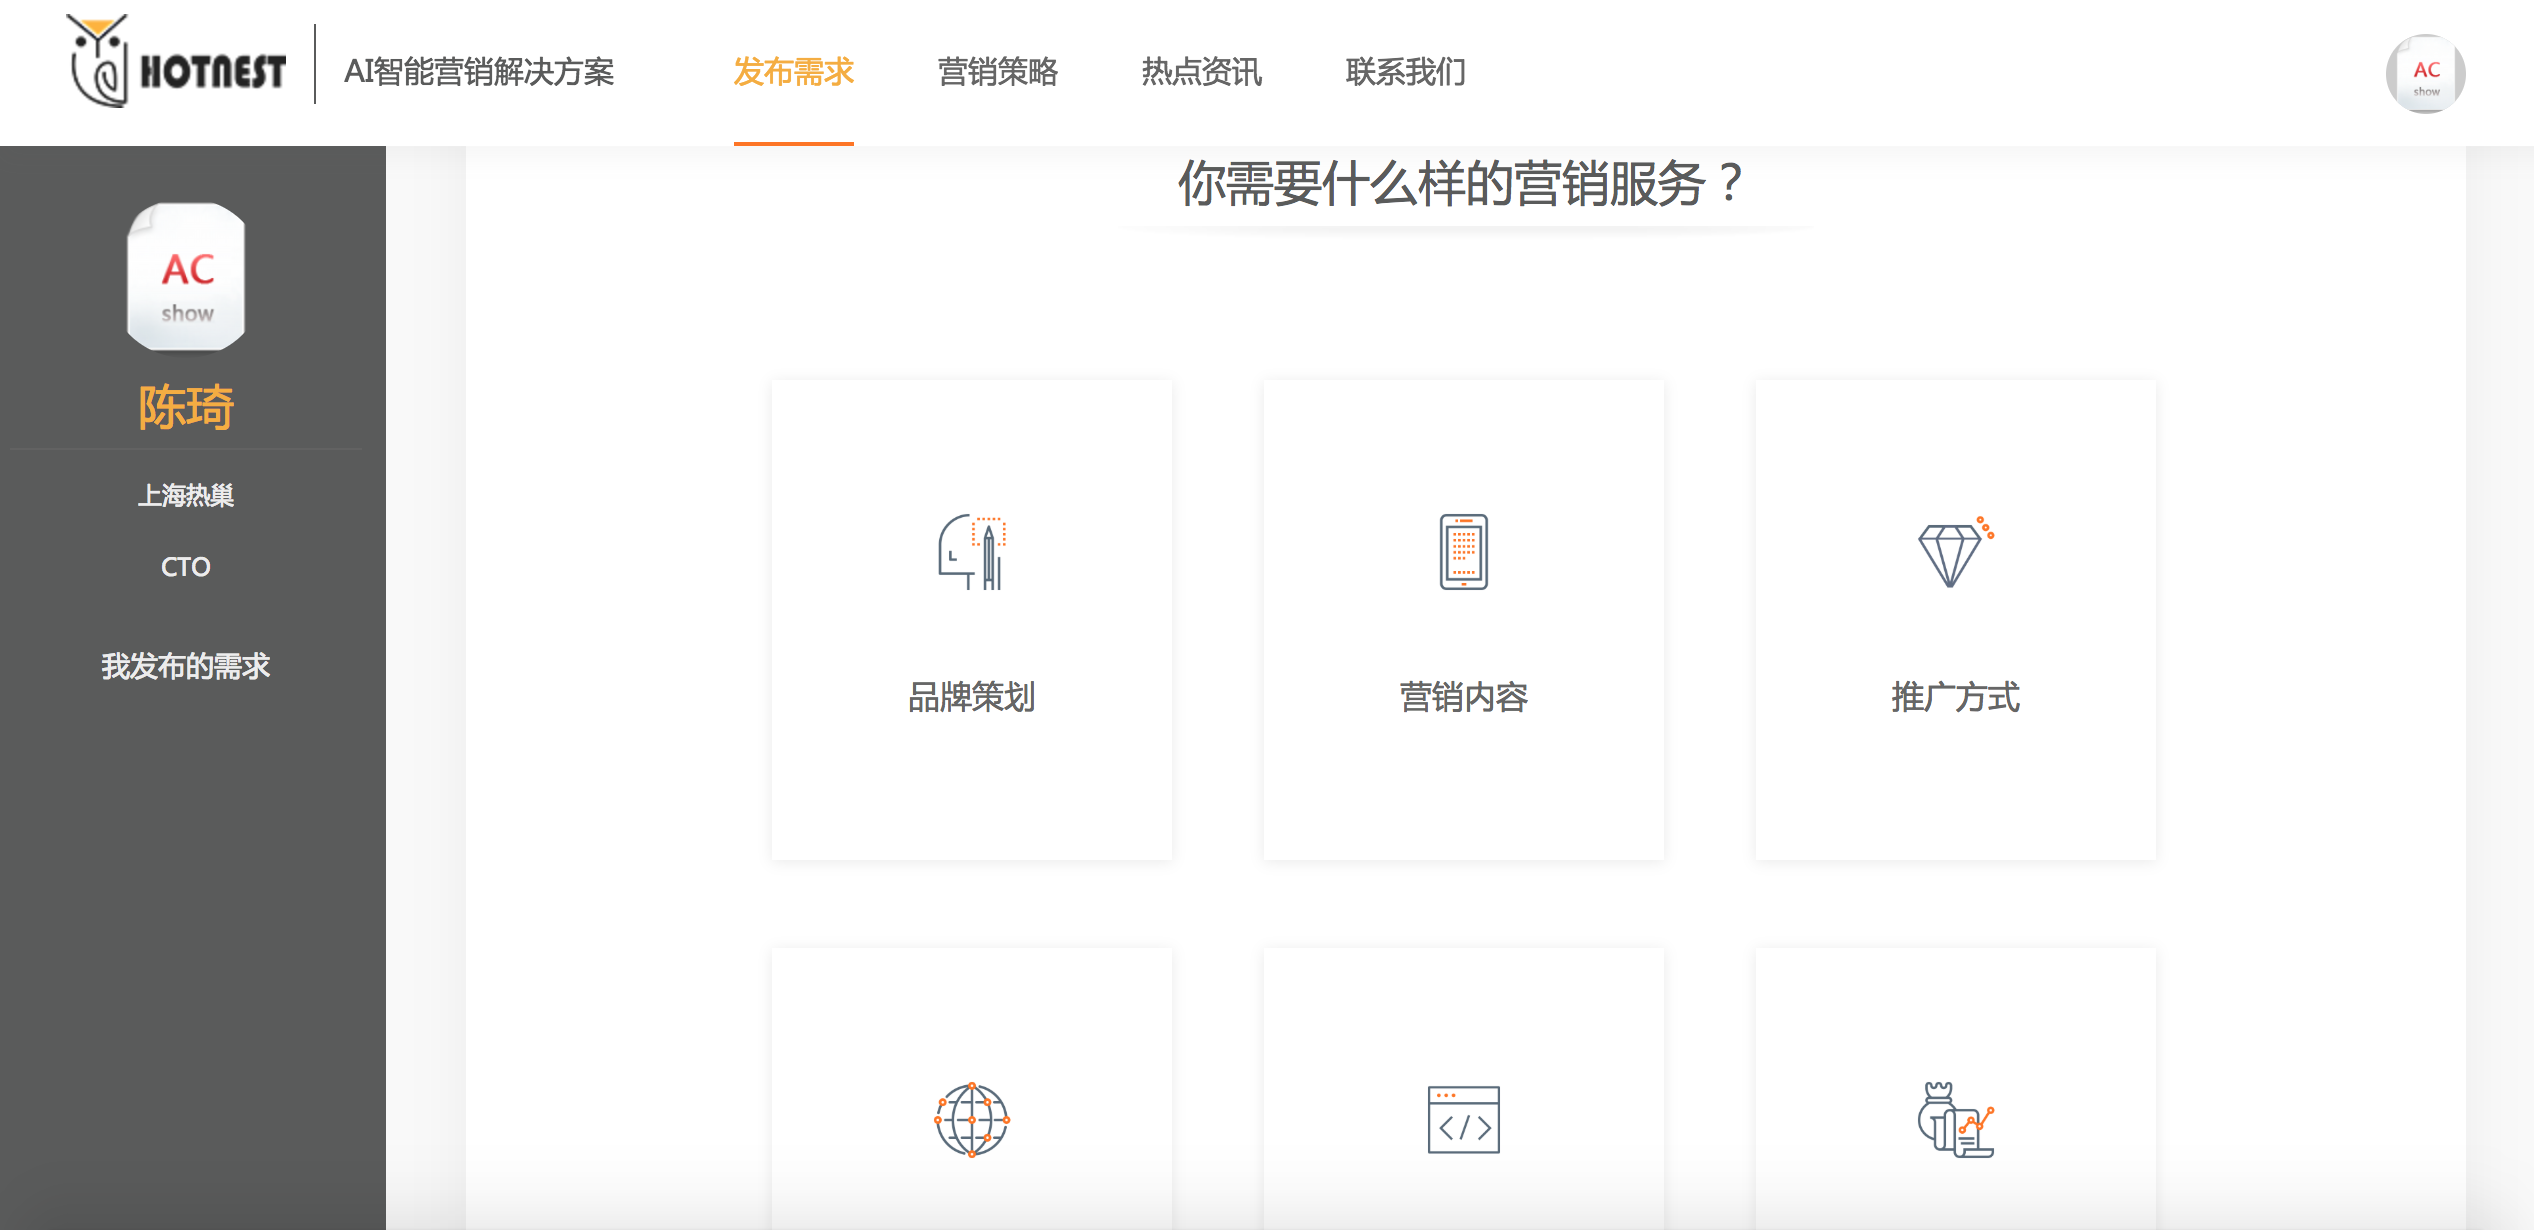 HOTNEST
AI智能营销解决方案
发布需求
营销策略
热点资讯
联系我们
AC
show
AC
show
陈琦
上海热巢
CTO
我发布的需求
你需要什么样的营销服务？
品牌策划
营销内容
推广方式